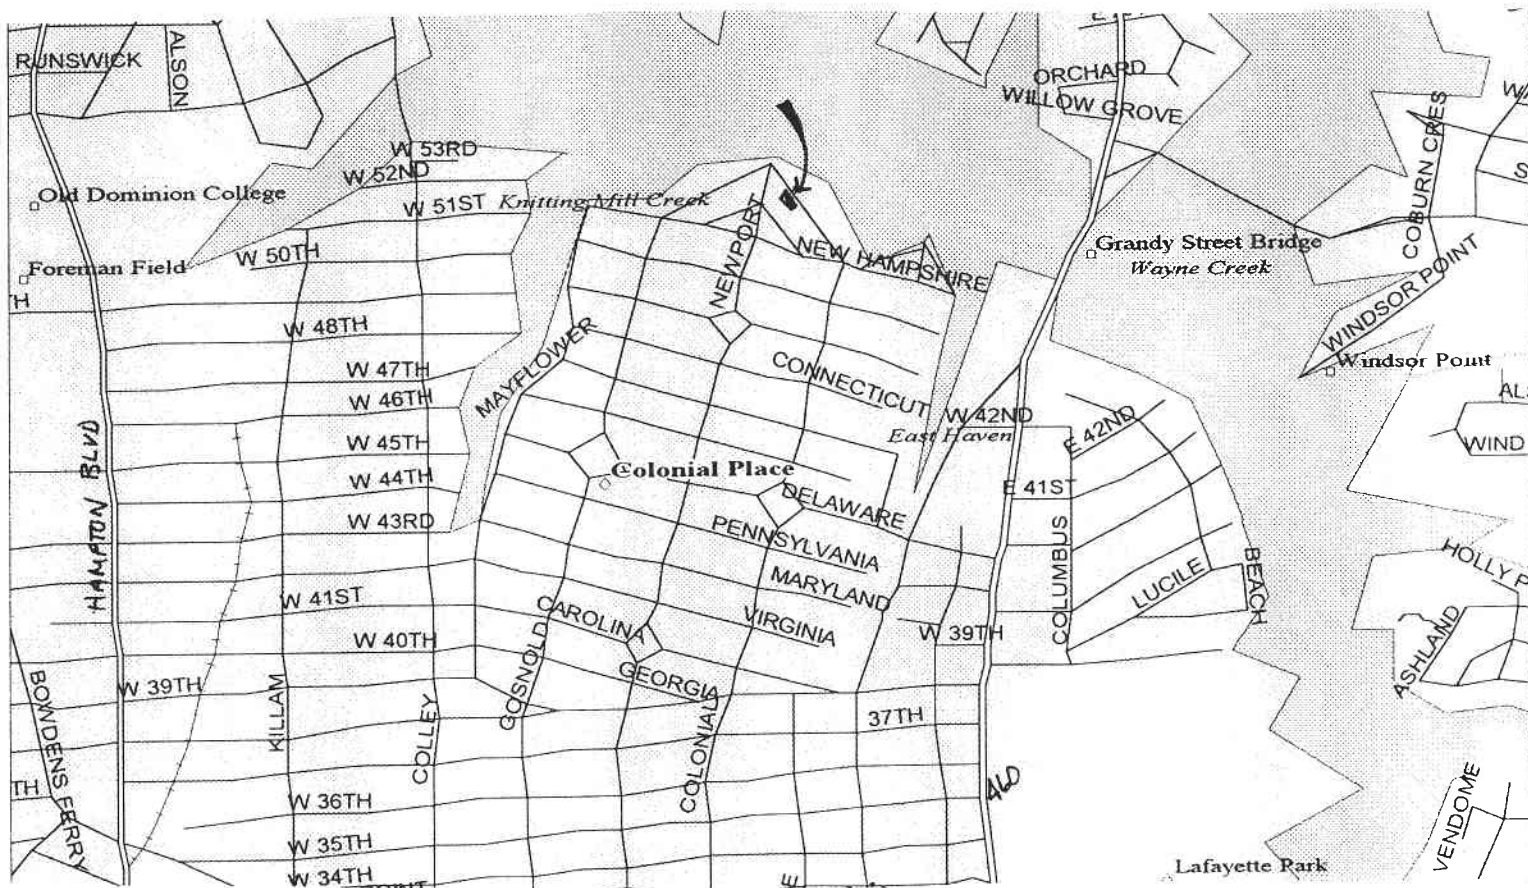 RUNSWICK
ALSON
ORCHARD
WILLOW GROVE
COBURN CRES
W 53RD
W 52ND
Old Dominion College
W 51ST
Knitting Mill Creek
NEWPORT
NEW HAMPSHIRE
Grandy Street Bridge
Wayne Creek
W 50TH
Foreman Field
TH
WINDSOR POINT
Windsor Point
W 48TH
MAYFLOWER
W 47TH
CONNECTICUT
W 46TH
W 42ND
East Haven
E 42ND
HAMPTON BLVD
W 45TH
WIND
W 44TH
Colonial Place
DELAWARE
E 41ST
W 43RD
PENNSYLVANIA
COLUMBUS
LUCILE
BEACH
HOLLY P
MARYLAND
W 41ST
CAROLINA
VIRGINIA
W 39TH
ASHLAND
W 40TH
GOSNOLD
GEORGIA
BOWDENS FERRY
W 39TH
KILLAM
COLLEY
COLONIAL
37TH
460
TH
W 36TH
VENDOME
W 35TH
W 34TH
Lafayette Park